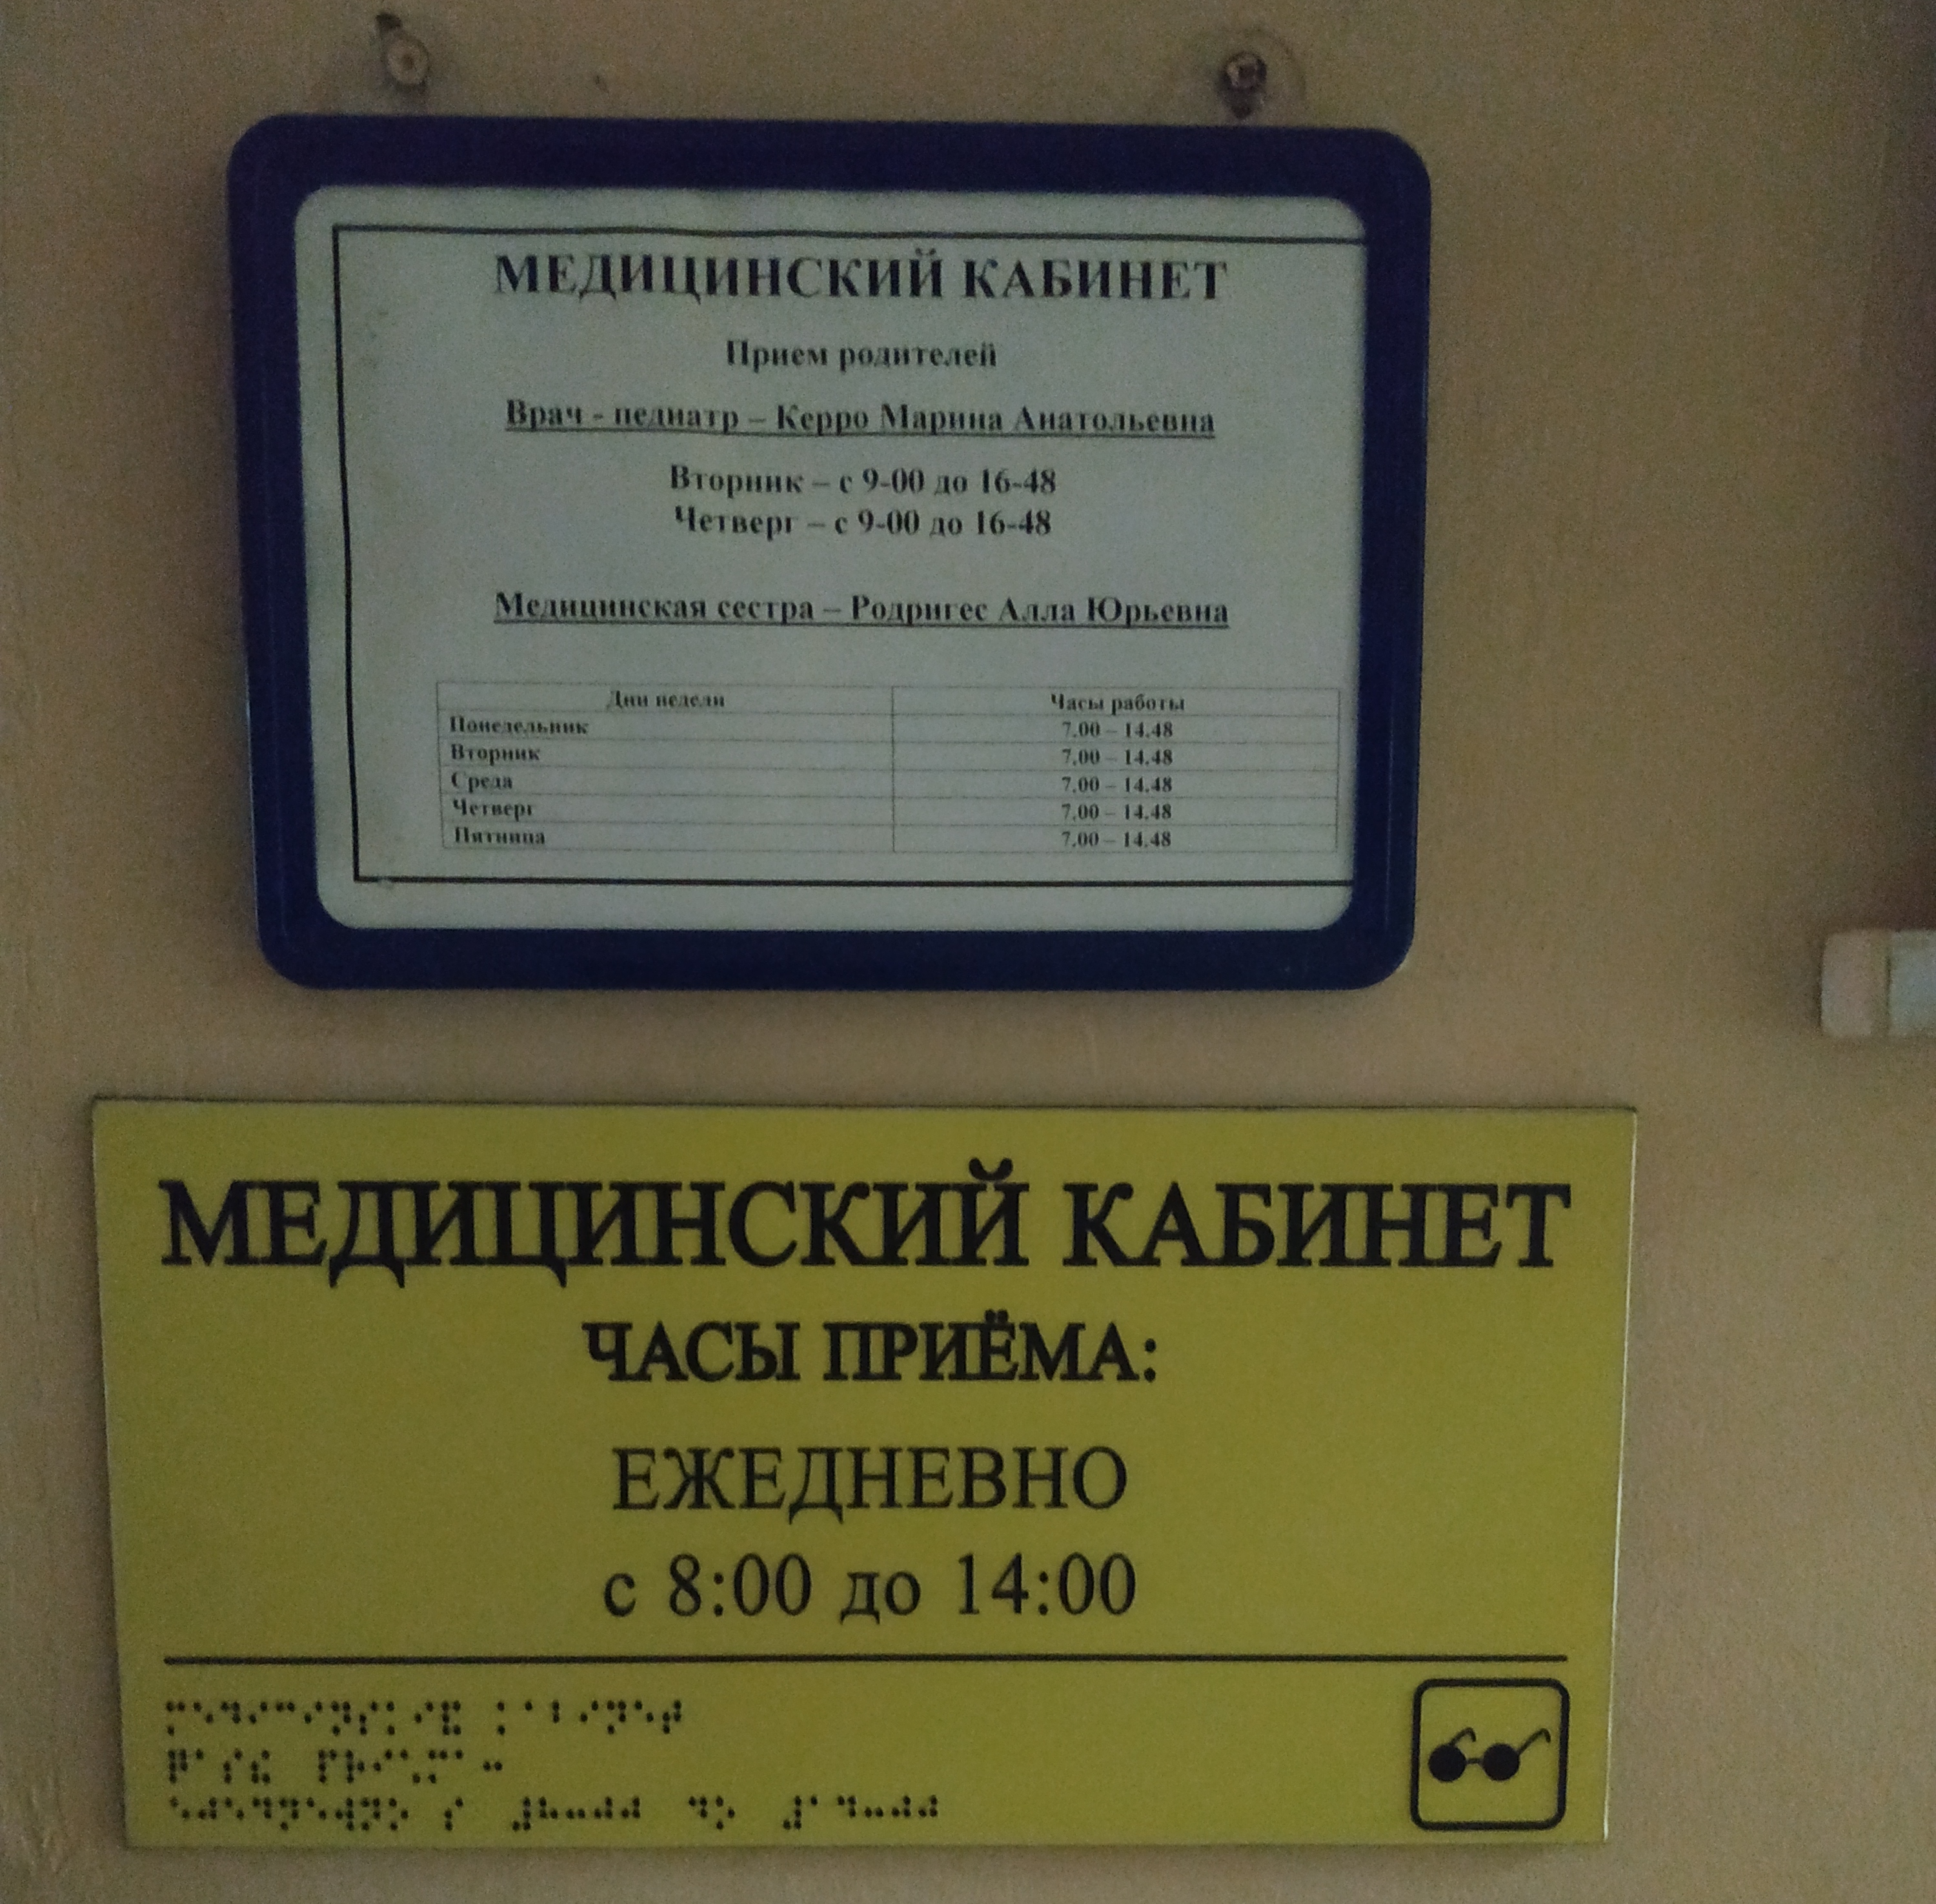 МЕДИЦИНСКИЙ КАБИНЕТ
Прием родителей
Врач - педиатр – Керро Марина Анатольевна
Вторник – с 9-00 до 16-48
Четверг – с 9-00 до 16-48
Медицинская сестра – Родригес Алла Юрьевна
Дни недели Часы работы
Понедельник 7.00 – 14.48
Вторник 7.00 – 14.48
Среда 7.00 – 14.48
Четверг 7.00 – 14.48
Пятница 7.00 – 14.48
МЕДИЦИНСКИЙ КАБИНЕТ
ЧАСЫ ПРИЁМА:
ЕЖЕДНЕВНО
с 8:00 до 14:00
⠍⠑⠙⠊⠉⠊⠝⠎⠅⠊⠯ ⠅⠁⠃⠊⠝⠑⠞
⠟⠁⠎⠮ ⠏⠗⠊⠡⠍⠁⠒
⠑⠚⠑⠙⠝⠑⠺⠝⠕ ⠎ ⠼⠓⠒⠚⠚ ⠙⠕ ⠼⠁⠙⠒⠚⠚